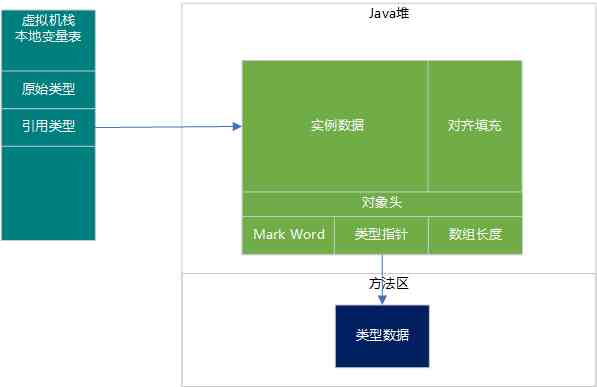 虚拟机栈
本地变量表
原始类型
引用类型
Java堆
实例数据
对齐填充
对象头
Mark Word
类型指针
数组长度
方法区
类型数据